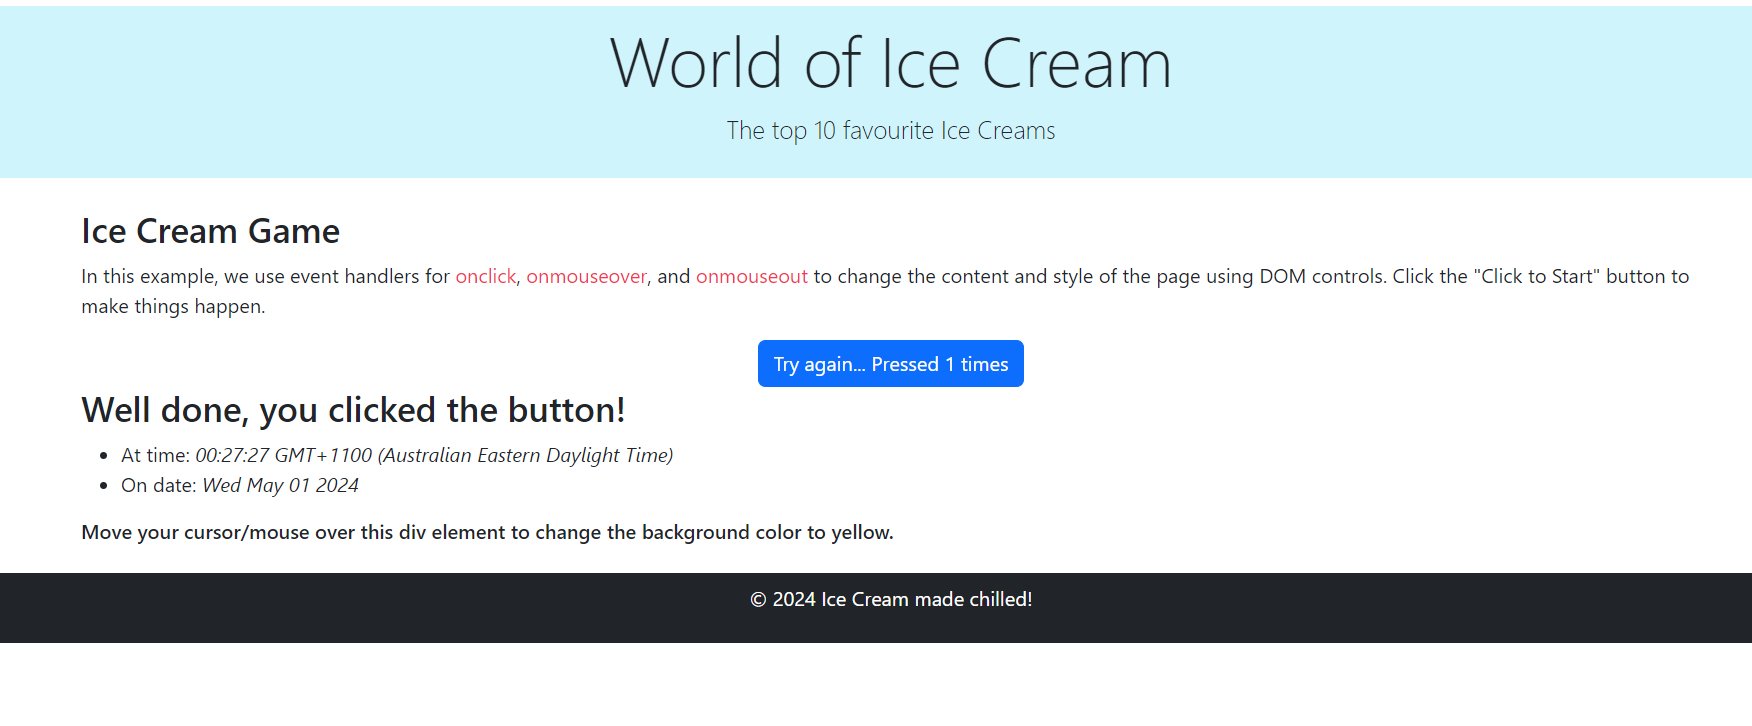 World of Ice Cream
The top 10 favourite Ice Creams
Ice Cream Game
In this example, we use event handlers for onclick, onmouseover, and onmouseout to change the content and style of the page using DOM controls. Click the "Click to Start" button to
make things happen.
Try again... Pressed 1 times
Well done, you clicked the button!
• At time: 00:27:27 GMT+1100 (Australian Eastern Daylight Time)
• On date: Wed May 01 2024
Move your cursor/mouse over this div element to change the background color to yellow.
© 2024 Ice Cream made chilled!